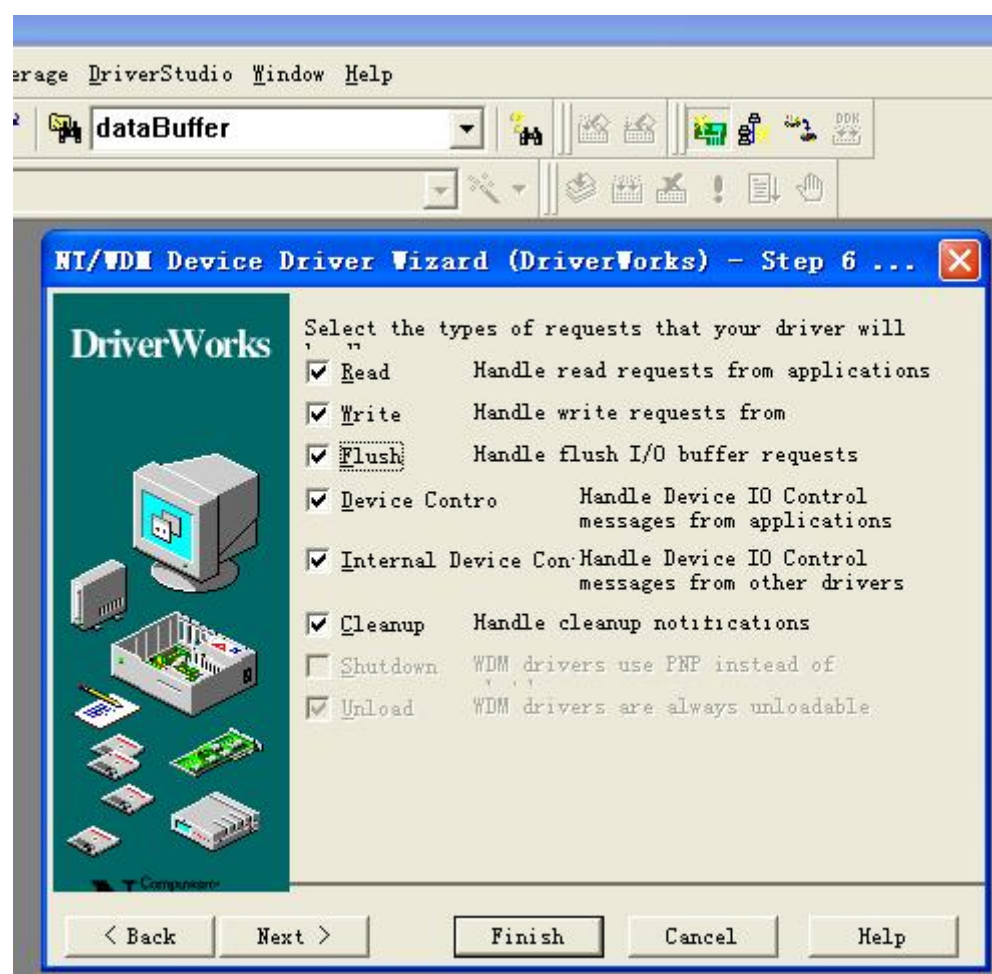 erage DriverStudio Window Help
dataBuffer
DDK
NT/WDM Device Driver Wizard (DriverWorks) - Step 6 ...
DriverWorks
Select the types of requests that your driver will
Read Handle read requests from applications
Write Handle write requests from
Flush Handle flush I/O buffer requests
Device Contro Handle Device IO Control
messages from applications
Internal Device Con Handle Device IO Control
messages from other drivers
Cleanup Handle cleanup notifications
Shutdown WDM drivers use PNP instead of
Unload WDM drivers are always unloadable
Compuware
< Back Next > Finish Cancel Help